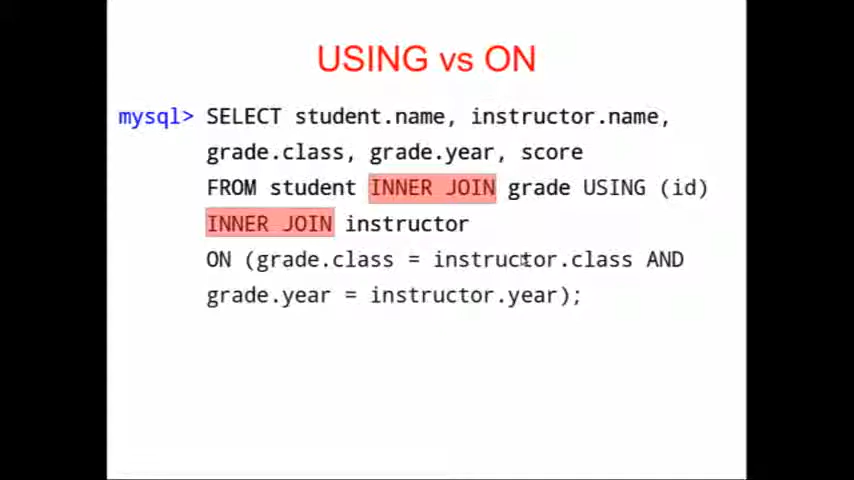 USING vs ON
mysql> SELECT student.name, instructor.name,
grade.class, grade.year, score
FROM student INNER JOIN grade USING (id)
INNER JOIN instructor
ON (grade.class = instructor.class AND
grade.year = instructor.year);